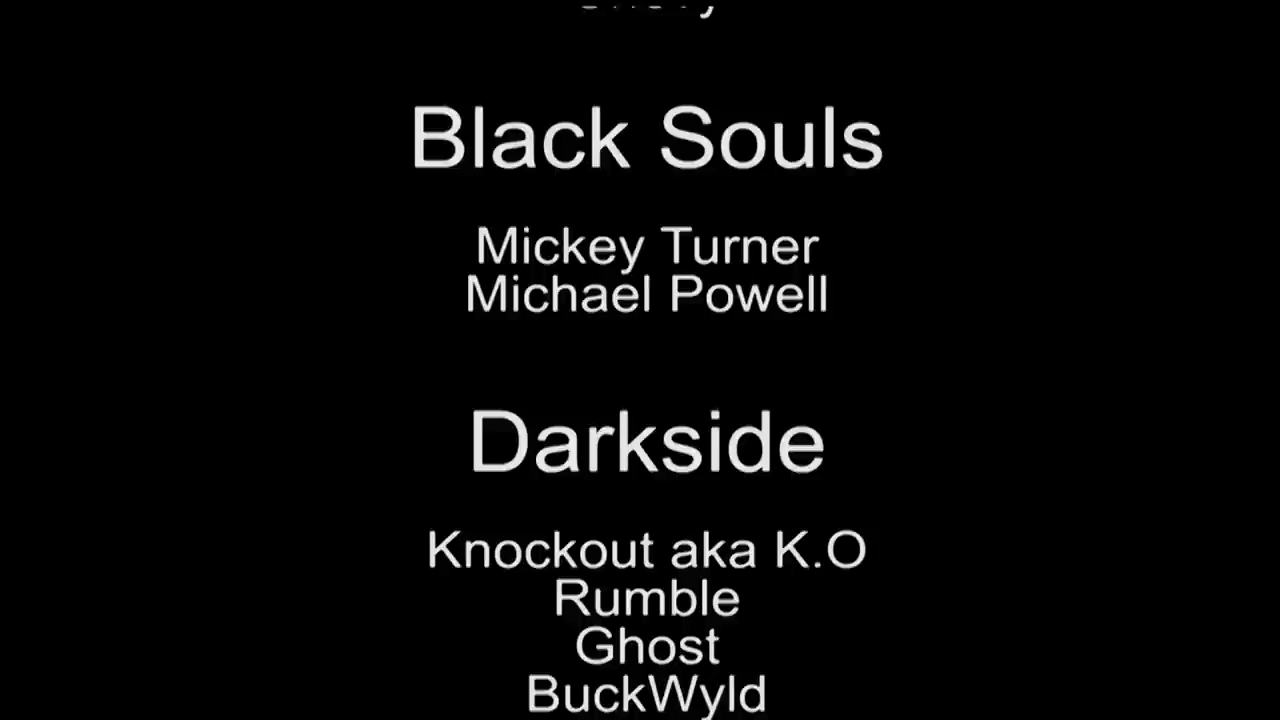 Black Souls
Mickey Turner
Michael Powell
Darkside
Knockout aka K.O
Rumble
Ghost
BuckWyld